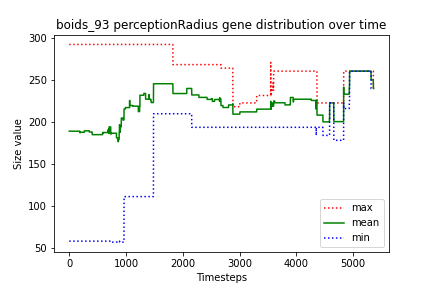 boids_93 perceptionRadius gene distribution over time
Size value
300
250
200
150
100
50
0
1000
2000
3000
4000
5000
Timesteps
max
mean
min